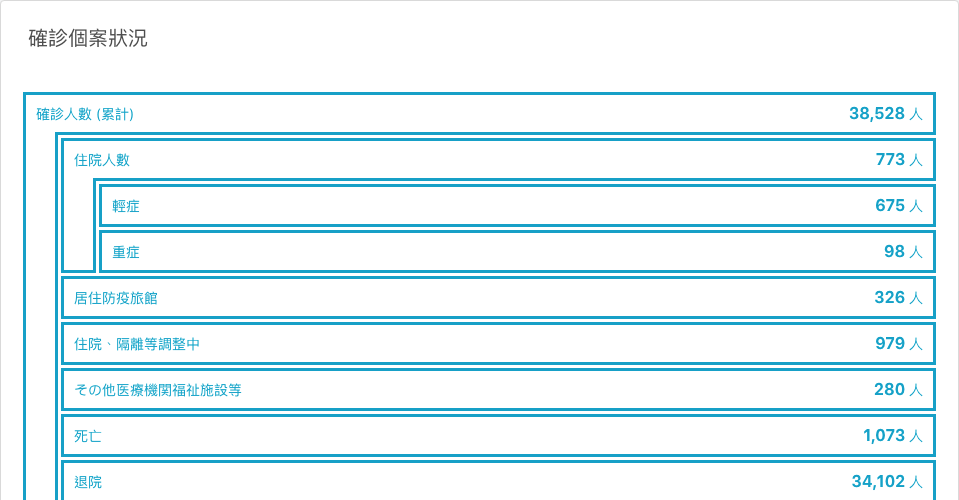 確診個案狀況
確診人數 (累計) 38,528 人
住院人數 773 人
輕症 675 人
重症 98 人
居住防疫旅館 326 人
住院、隔離等調整中 979 人
その他医療機関福祉施設等 280 人
死亡 1,073 人
退院 34,102 人